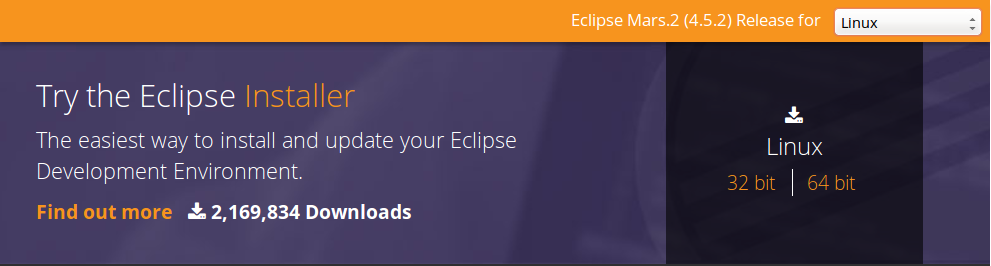 Eclipse Mars.2 (4.5.2) Release for Linux
Try the Eclipse Installer
The easiest way to install and update your Eclipse
Development Environment.
Find out more 2,169,834 Downloads
Linux
32 bit 64 bit